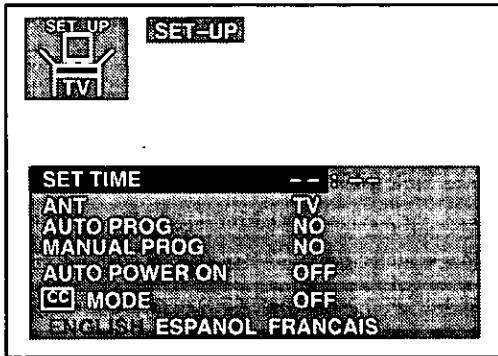 SET UP SET-UP
TV
SET TIME – – : – –
ANT TV
AUTO PROG NO
MANUAL PROG NO
AUTO POWER ON OFF
CC MODE OFF
ENGLISH ESPANOL FRANCAIS